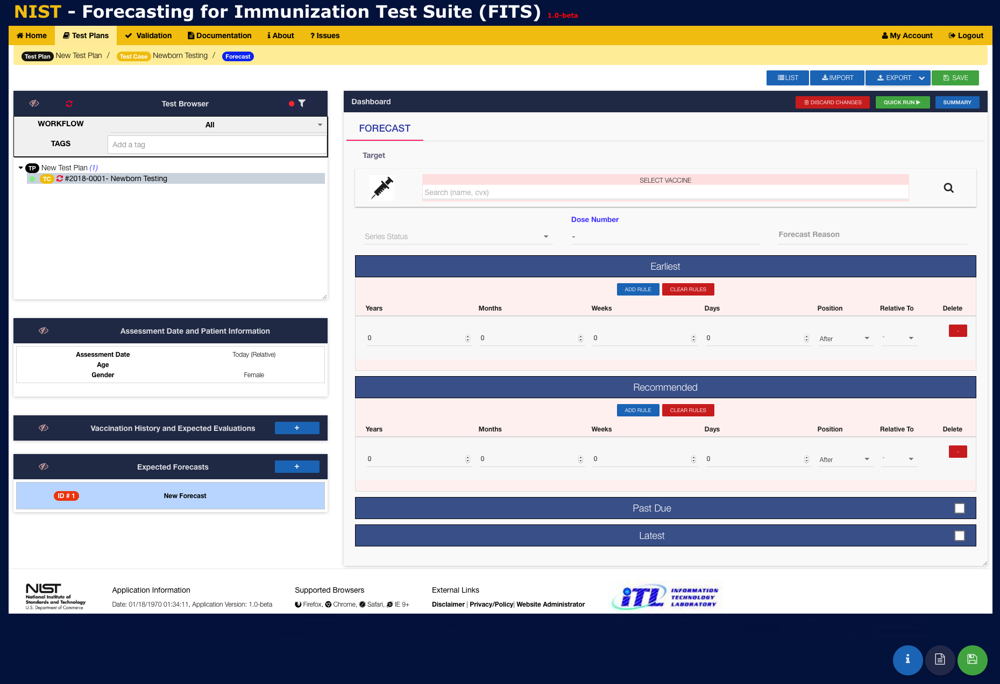 NIST - Forecasting for Immunization Test Suite (FITS) 1.0-beta
Home Test Plans Validation Documentation About Issues My Account Logout
Test Plan New Test Plan / Test Case Newborn Testing / Forecast
LIST IMPORT EXPORT SAVE
Test Browser
WORKFLOW All
TAGS Add a tag
TP New Test Plan (1)
TC #2018-0001- Newborn Testing
Assessment Date and Patient Information
Assessment Date Today (Relative)
Age
Gender Female
Vaccination History and Expected Evaluations +
Expected Forecasts +
ID # 1 New Forecast
Dashboard DISCARD CHANGES QUICK RUN SUMMARY
FORECAST
Target
SELECT VACCINE
Search (name, cvx)
Series Status
Dose Number
-
Forecast Reason
Earliest
ADD RULE CLEAR RULES
Years Months Weeks Days Position Relative To Delete
0 0 0 0 After * -
Recommended
ADD RULE CLEAR RULES
Years Months Weeks Days Position Relative To Delete
0 0 0 0 After * -
Past Due
Latest
NIST
National Institute of
Standards and Technology
U.S. Department of Commerce
Application Information
Date: 01/18/1970 01:34:11, Application Version: 1.0-beta
Supported Browsers
Firefox, Chrome, Safari, IE 9+
External Links
Disclaimer | Privacy/Policy| Website Administrator
iTL INFORMATION
TECHNOLOGY
LABORATORY